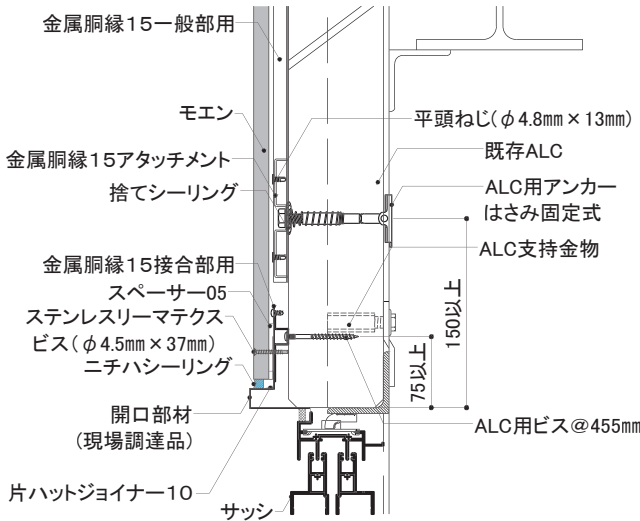 金属胴縁15一般部用
モエン
金属胴縁15アタッチメント
捨てシーリング
金属胴縁15接合部用
スペーサー05
ステンレスリーマテクス
ビス(φ4.5mm×37mm)
ニチハシーリング
開口部材
(現場調達品)
片ハットジョイナー10
サッシ
平頭ねじ(φ4.8mm×13mm)
既存ALC
ALC用アンカー
はさみ固定式
ALC支持金物
150以上
75以上
ALC用ビス@455mm